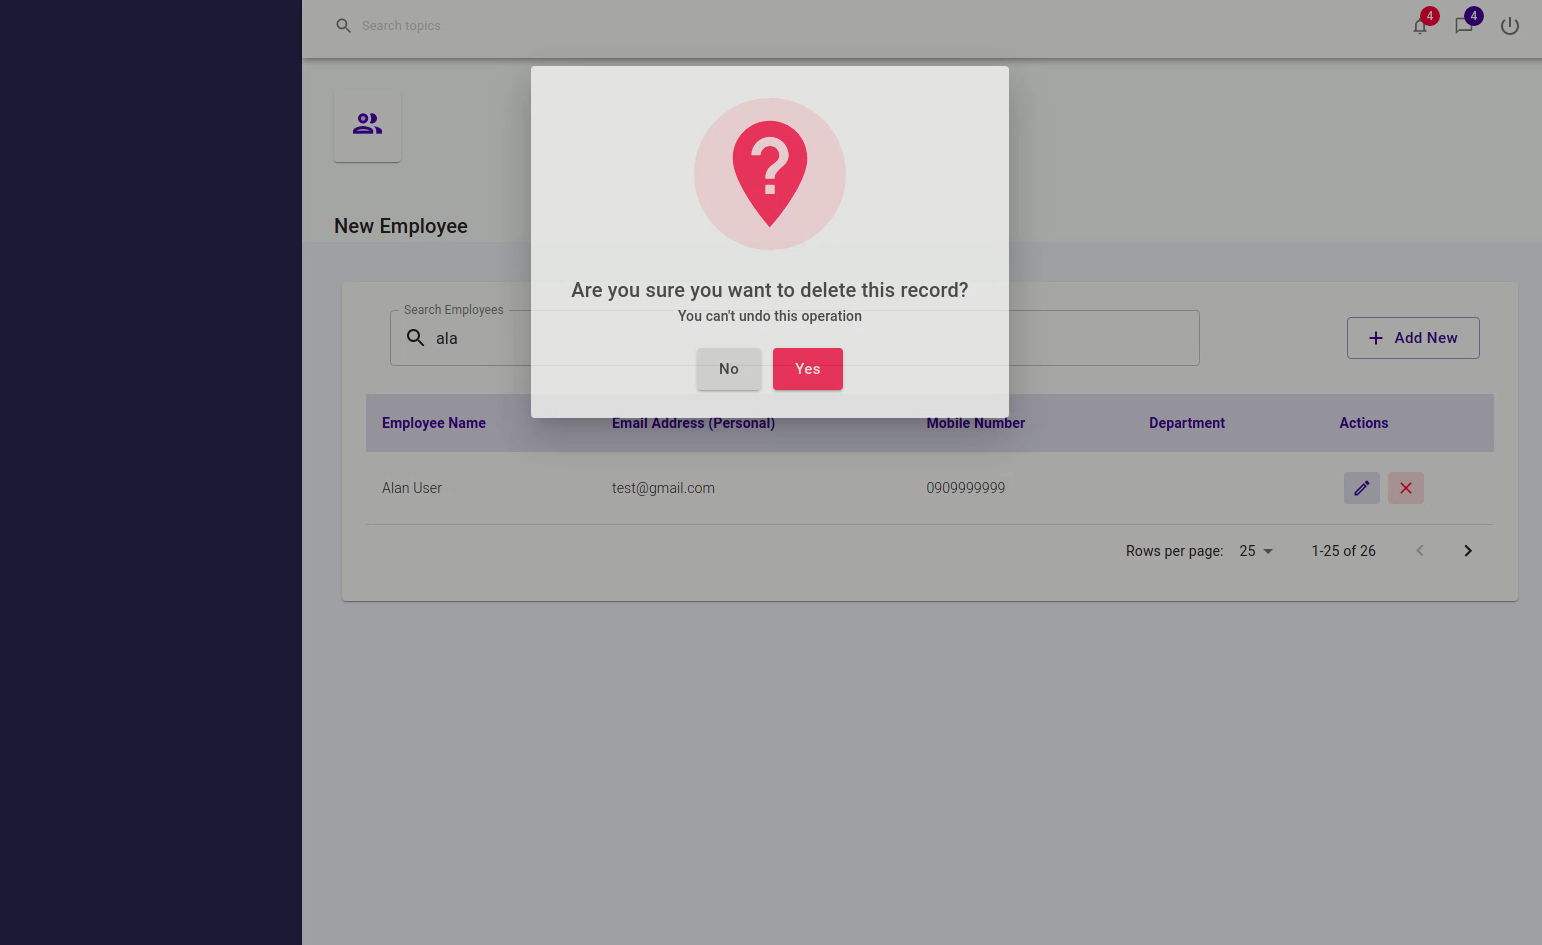 Search topics
4
4
New Employee
?
Are you sure you want to delete this record?
You can't undo this operation
No
Yes
Search Employees
ala
Add New
Employee Name
Email Address (Personal)
Mobile Number
Department
Actions
Alan User
test@gmail.com
0909999999
Rows per page:
25
1-25 of 26